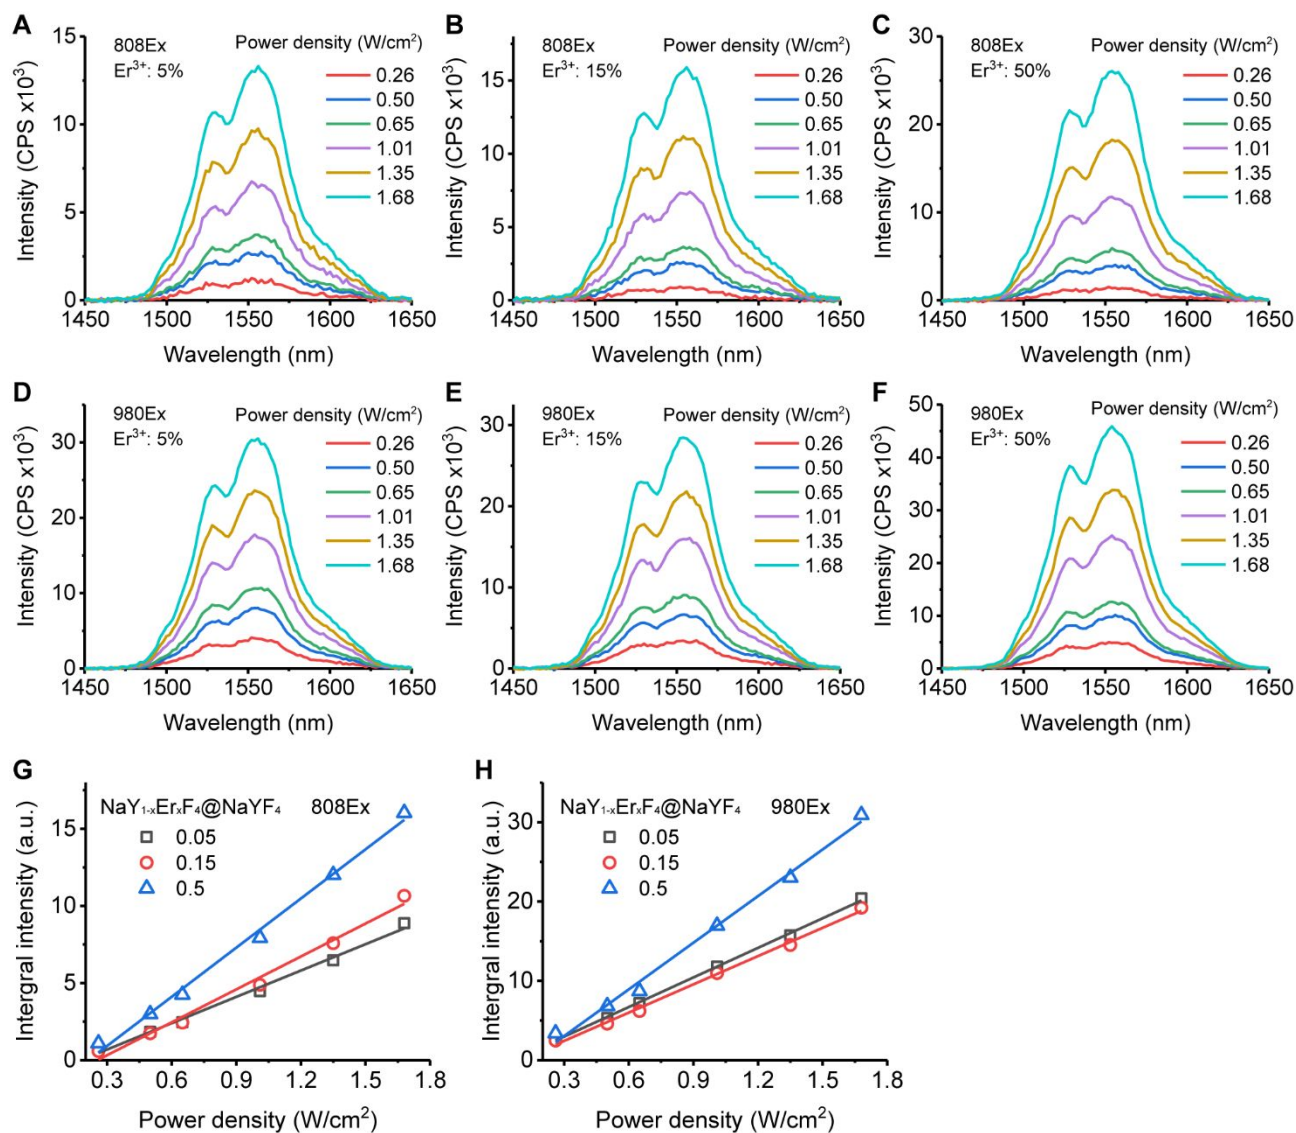 A
808Ex
Er³⁺: 5%
Power density (W/cm²)
0.26
0.50
0.65
1.01
1.35
1.68
Intensity (CPS x10³)
15
10
5
0
1450 1500 1550 1600 1650
Wavelength (nm)
B
808Ex
Er³⁺: 15%
Power density (W/cm²)
0.26
0.50
0.65
1.01
1.35
1.68
Intensity (CPS x10³)
15
10
5
0
1450 1500 1550 1600 1650
Wavelength (nm)
C
808Ex
Er³⁺: 50%
Power density (W/cm²)
0.26
0.50
0.65
1.01
1.35
1.68
Intensity (CPS x10³)
30
20
10
0
1450 1500 1550 1600 1650
Wavelength (nm)
D
980Ex
Er³⁺: 5%
Power density (W/cm²)
0.26
0.50
0.65
1.01
1.35
1.68
Intensity (CPS x10³)
30
20
10
0
1450 1500 1550 1600 1650
Wavelength (nm)
E
980Ex
Er³⁺: 15%
Power density (W/cm²)
0.26
0.50
0.65
1.01
1.35
1.68
Intensity (CPS x10³)
30
20
10
0
1450 1500 1550 1600 1650
Wavelength (nm)
F
980Ex
Er³⁺: 50%
Power density (W/cm²)
0.26
0.50
0.65
1.01
1.35
1.68
Intensity (CPS x10³)
50
40
30
20
10
0
1450 1500 1550 1600 1650
Wavelength (nm)
G
NaY₁₋ₓErₓF₄@NaYF₄ 808Ex
0.05
0.15
0.5
Intergral intensity (a.u.)
15
10
5
0
0.3 0.6 0.9 1.2 1.5 1.8
Power density (W/cm²)
H
NaY₁₋ₓErₓF₄@NaYF₄ 980Ex
0.05
0.15
0.5
Intergral intensity (a.u.)
30
20
10
0
0.3 0.6 0.9 1.2 1.5 1.8
Power density (W/cm²)